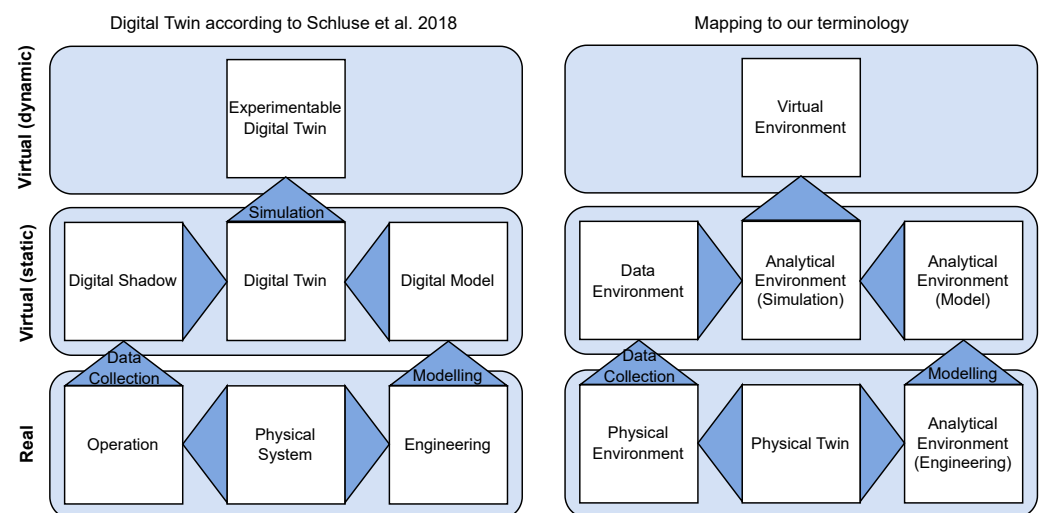 Digital Twin according to Schluse et al. 2018
Virtual (dynamic)
Experimentable
Digital Twin
Simulation
Virtual (static)
Digital Shadow
Digital Twin
Digital Model
Data
Collection
Modelling
Real
Operation
Physical
System
Engineering
Mapping to our terminology
Virtual
Environment
Data
Environment
Analytical
Environment
(Simulation)
Analytical
Environment
(Model)
Data
Collection
Modelling
Physical
Environment
Physical Twin
Analytical
Environment
(Engineering)